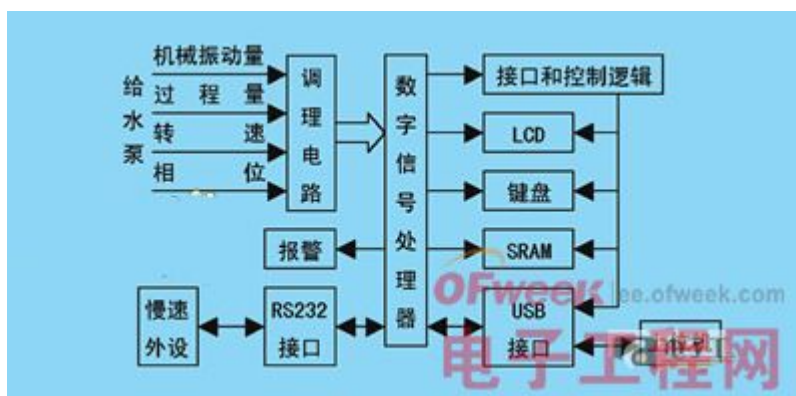 给水泵
机械振动量
过程量
转速
相位
调理电路
数字信号处理器
接口和控制逻辑
LCD
键盘
SRAM
报警
慢速
外设
RS232
接口
USB
接口
OFweek
ee.ofweek.com
电子工程网